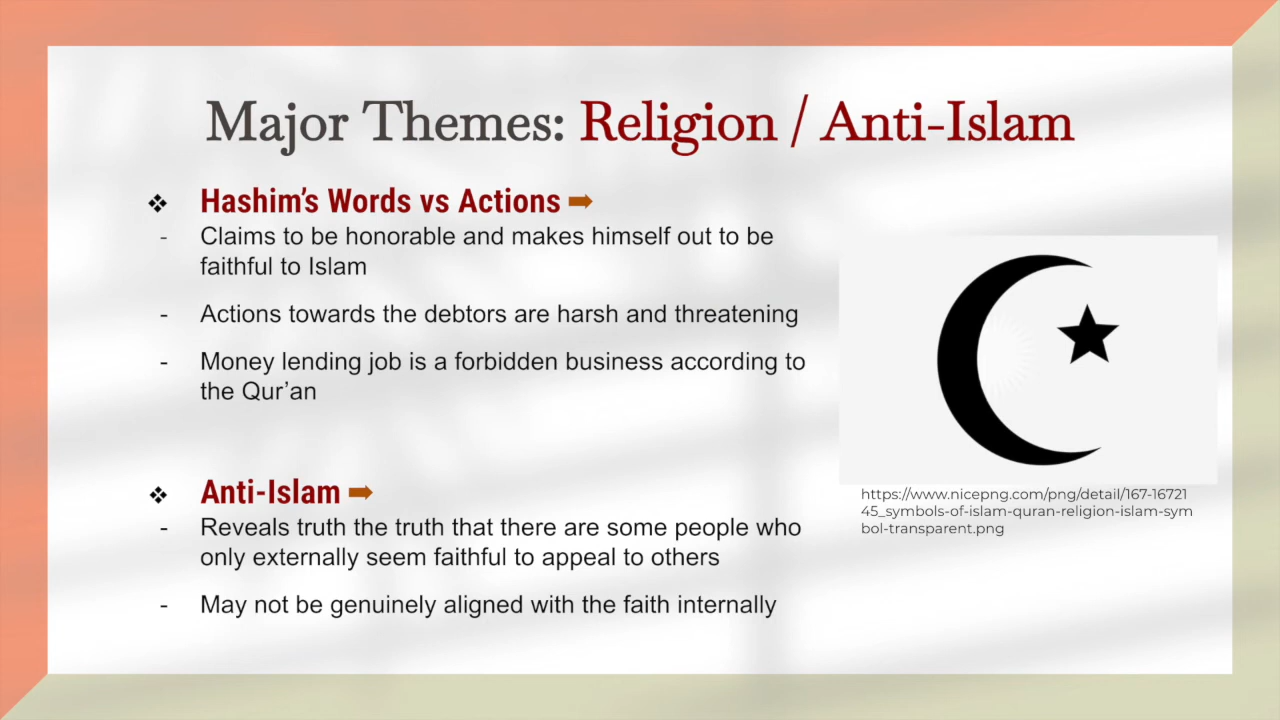 Major Themes: Religion / Anti-Islam
❖ Hashim's Words vs Actions ➡
- Claims to be honorable and makes himself out to be
faithful to Islam
- Actions towards the debtors are harsh and threatening
- Money lending job is a forbidden business according to
the Qur'an
❖ Anti-Islam ➡
- Reveals truth the truth that there are some people who
only externally seem faithful to appeal to others
- May not be genuinely aligned with the faith internally
https://www.nicepng.com/png/detail/167-16721
45_symbols-of-islam-quran-religion-islam-sym
bol-transparent.png